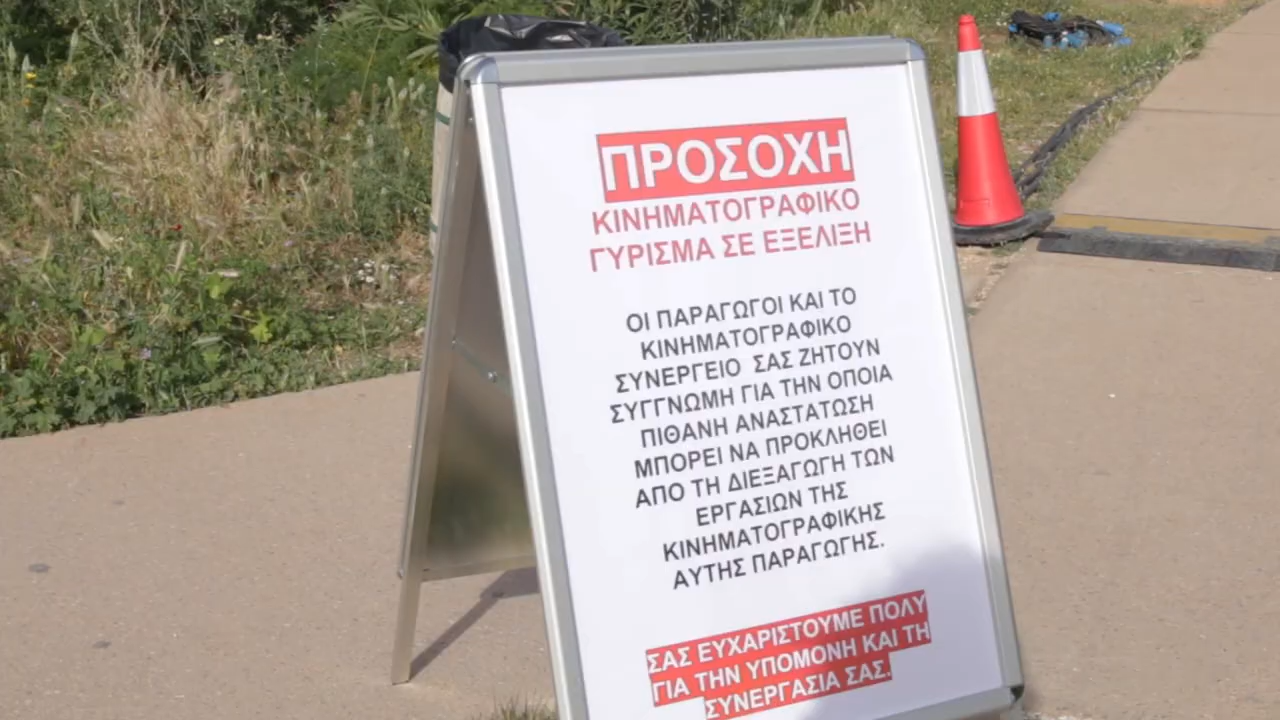 ΠΡΟΣΟΧΗ
ΚΙΝΗΜΑΤΟΓΡΑΦΙΚΟ
ΓΥΡΙΣΜΑ ΣΕ ΕΞΕΛΙΞΗ
ΟΙ ΠΑΡΑΓΩΓΟΙ ΚΑΙ ΤΟ
ΚΙΝΗΜΑΤΟΓΡΑΦΙΚΟ
ΣΥΝΕΡΓΕΙΟ ΣΑΣ ΖΗΤΟΥΝ
ΣΥΓΓΝΩΜΗ ΓΙΑ ΤΗΝ ΟΠΟΙΑ
ΠΙΘΑΝΗ ΑΝΑΣΤΑΤΩΣΗ
ΜΠΟΡΕΙ ΝΑ ΠΡΟΚΛΗΘΕΙ
ΑΠΟ ΤΗ ΔΙΕΞΑΓΩΓΗ ΤΩΝ
ΕΡΓΑΣΙΩΝ ΤΗΣ
ΚΙΝΗΜΑΤΟΓΡΑΦΙΚΗΣ
ΑΥΤΗΣ ΠΑΡΑΓΩΓΗΣ.
ΣΑΣ ΕΥΧΑΡΙΣΤΟΥΜΕ ΠΟΛΥ
ΓΙΑ ΤΗΝ ΥΠΟΜΟΝΗ ΚΑΙ ΤΗ
ΣΥΝΕΡΓΑΣΙΑ ΣΑΣ.